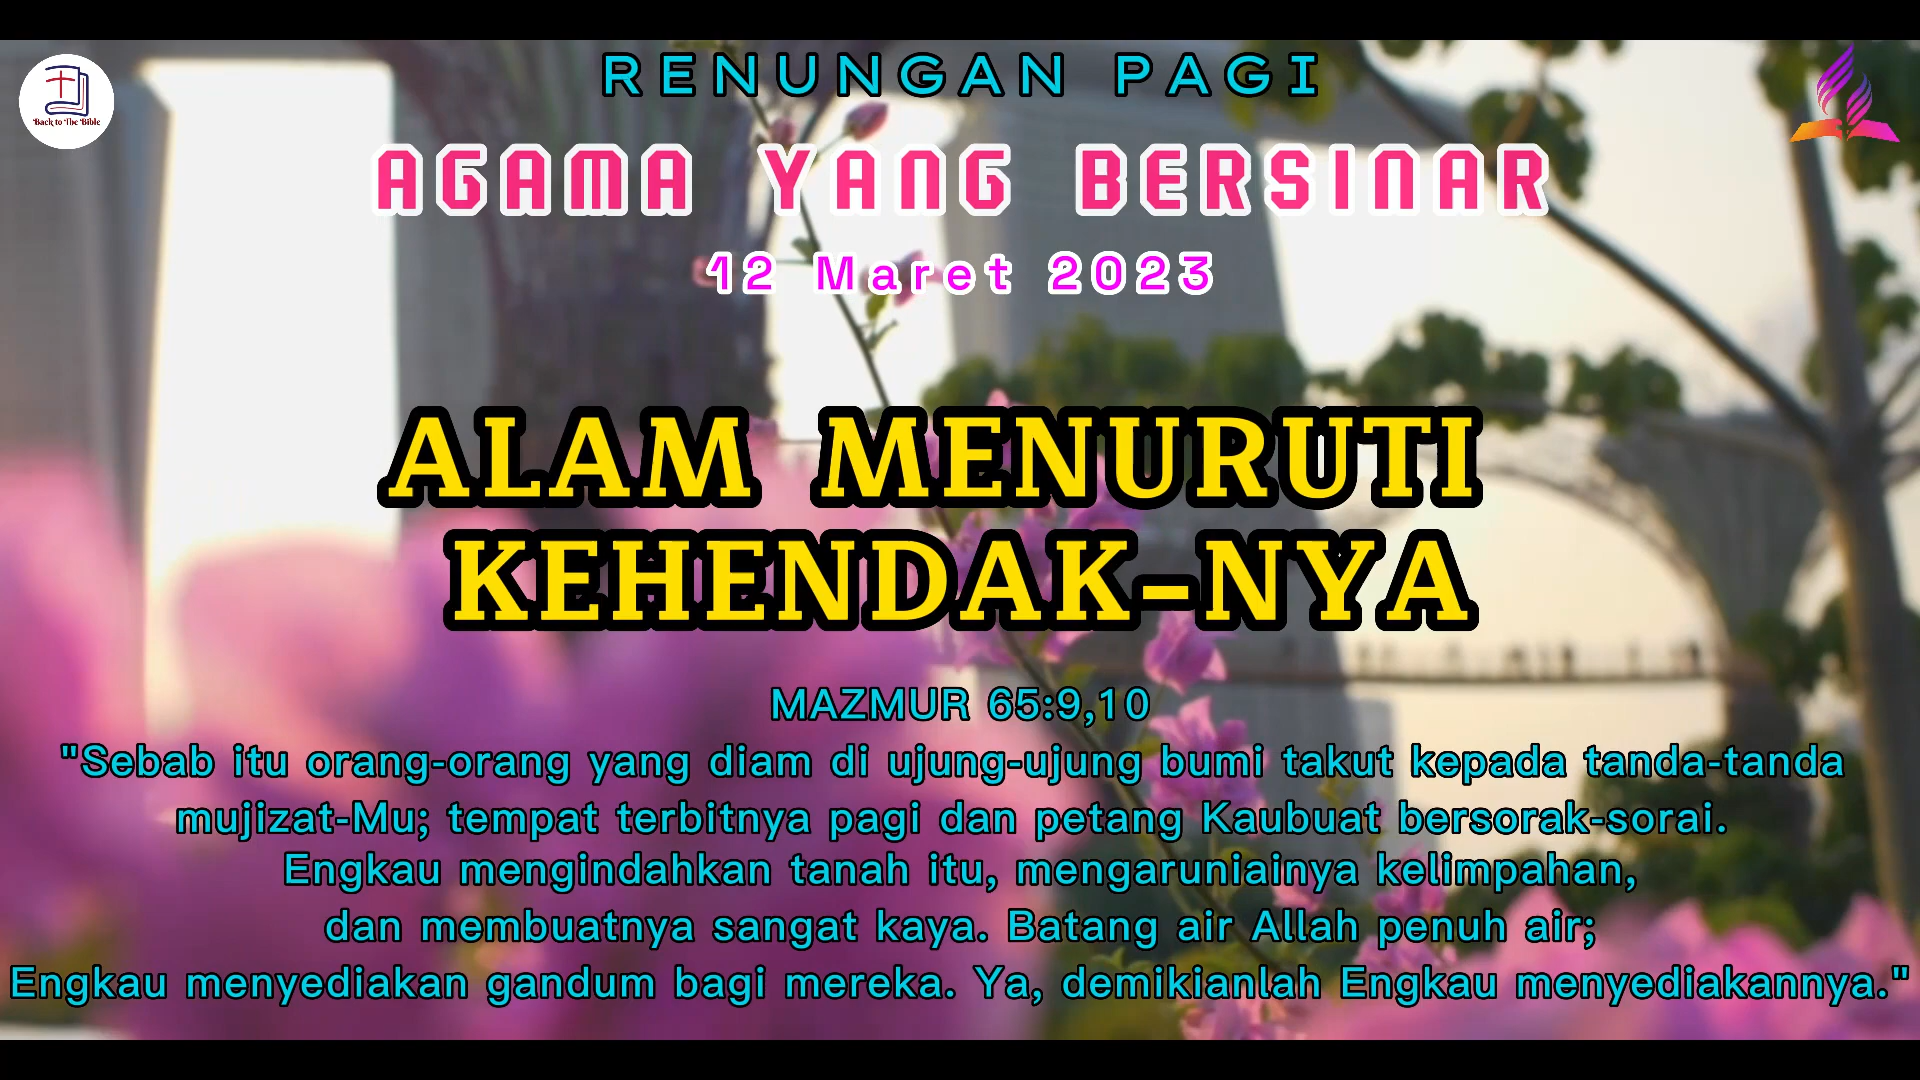 RENUNGAN PAGI
Back to The Bible
AGAMA YANG BERSINAR
12 Maret 2023
ALAM MENURUTI
KEHENDAK-NYA
MAZMUR 65:9,10
"Sebab itu orang-orang yang diam di ujung-ujung bumi takut kepada tanda-tanda
mujizat-Mu; tempat terbitnya pagi dan petang Kaubuat bersorak-sorai.
Engkau mengindahkan tanah itu, mengaruniainya kelimpahan,
dan membuatnya sangat kaya. Batang air Allah penuh air;
Engkau menyediakan gandum bagi mereka. Ya, demikianlah Engkau menyediakannya."